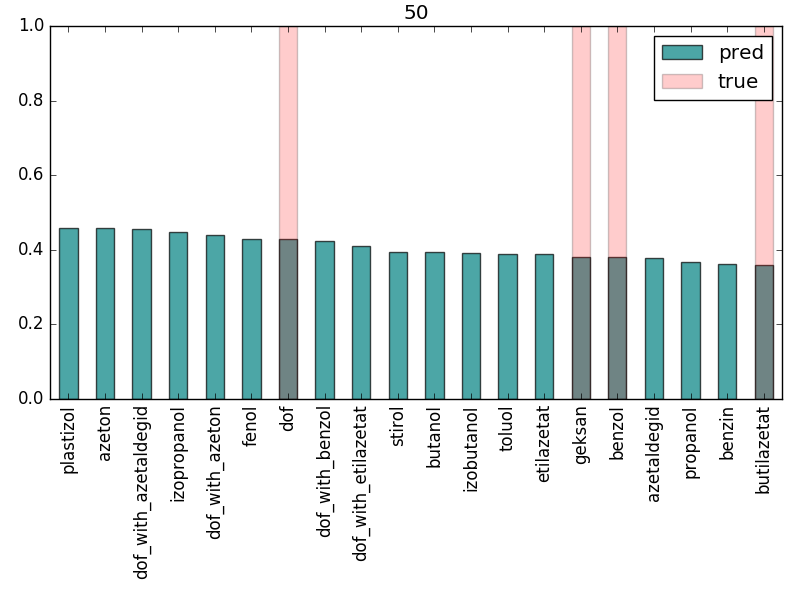 50
1.0
0.8
0.6
0.4
0.2
0.0
pred
true
plastizol
azeton
dof_with_azetaldegid
izopropanol
dof_with_azeton
fenol
dof
dof_with_benzol
dof_with_etilazetat
stirol
butanol
izobutanol
toluol
etilazetat
geksan
benzol
azetaldegid
propanol
benzin
butilazetat